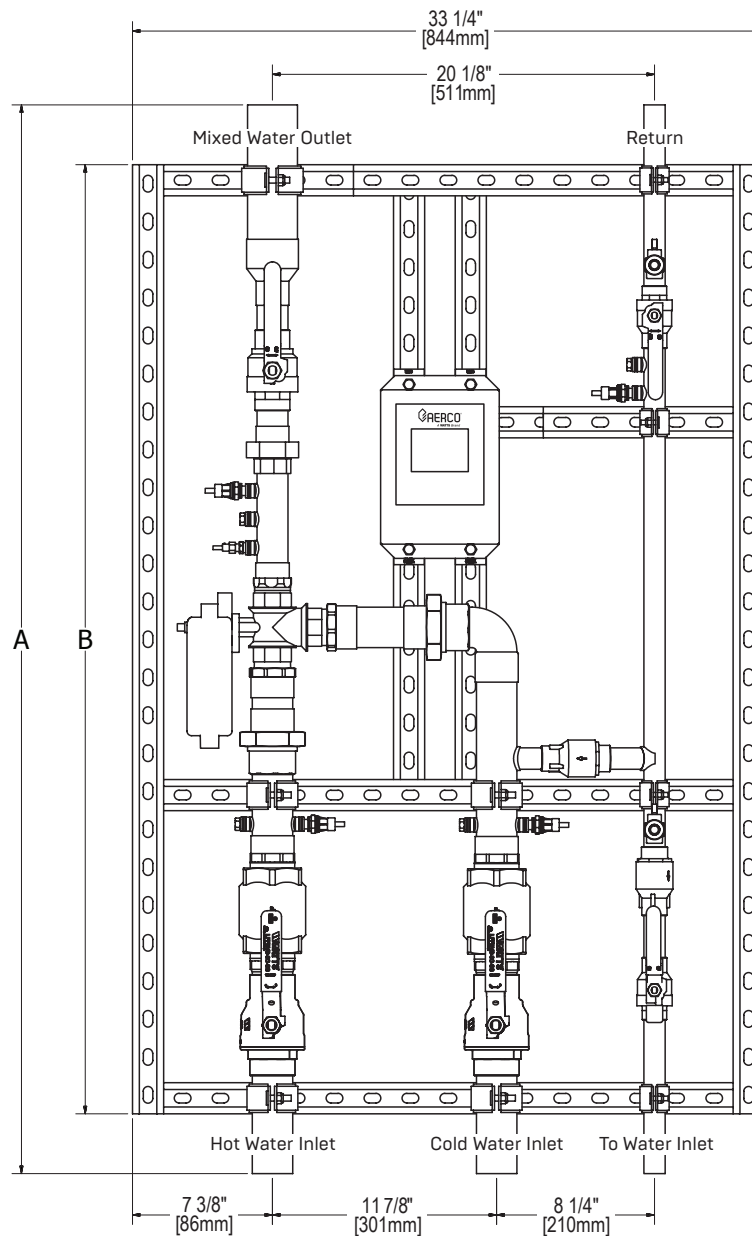 33 1/4"
[844mm]
20 1/8"
[511mm]
Mixed Water Outlet
Return
AERCO
A
B
Hot Water Inlet
Cold Water Inlet
To Water Inlet
7 3/8"
[86mm]
11 7/8"
[301mm]
8 1/4"
[210mm]